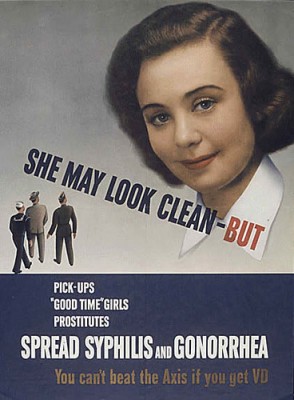 SHE MAY LOOK CLEAN-BUT
PICK-UPS
"GOOD TIME" GIRLS
PROSTITUTES
SPREAD SYPHILIS AND GONORRHEA
You can't beat the Axis if you get VD